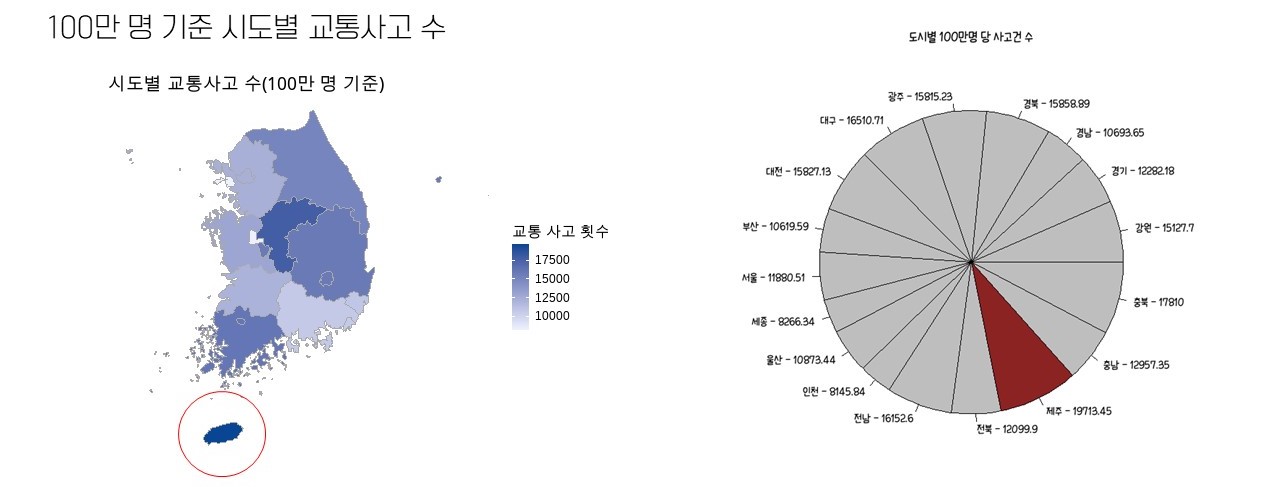 100만 명 기준 시도별 교통사고 수
시도별 교통사고 수(100만 명 기준)
교통 사고 횟수
17500
15000
12500
10000
도시별 100만명 당 사고건 수
광주 - 15815.23
경북 - 15858.89
대구 - 16510.71
경남 - 10693.65
대전 - 15827.13
경기 - 12282.18
부산 - 10619.59
강원 - 15127.7
서울 - 11880.51
충북 - 17810
세종 - 8266.34
울산 - 10873.44
충남 - 12957.35
인천 - 8145.84
전남 - 16152.6
제주 - 19713.45
전북 - 12099.9